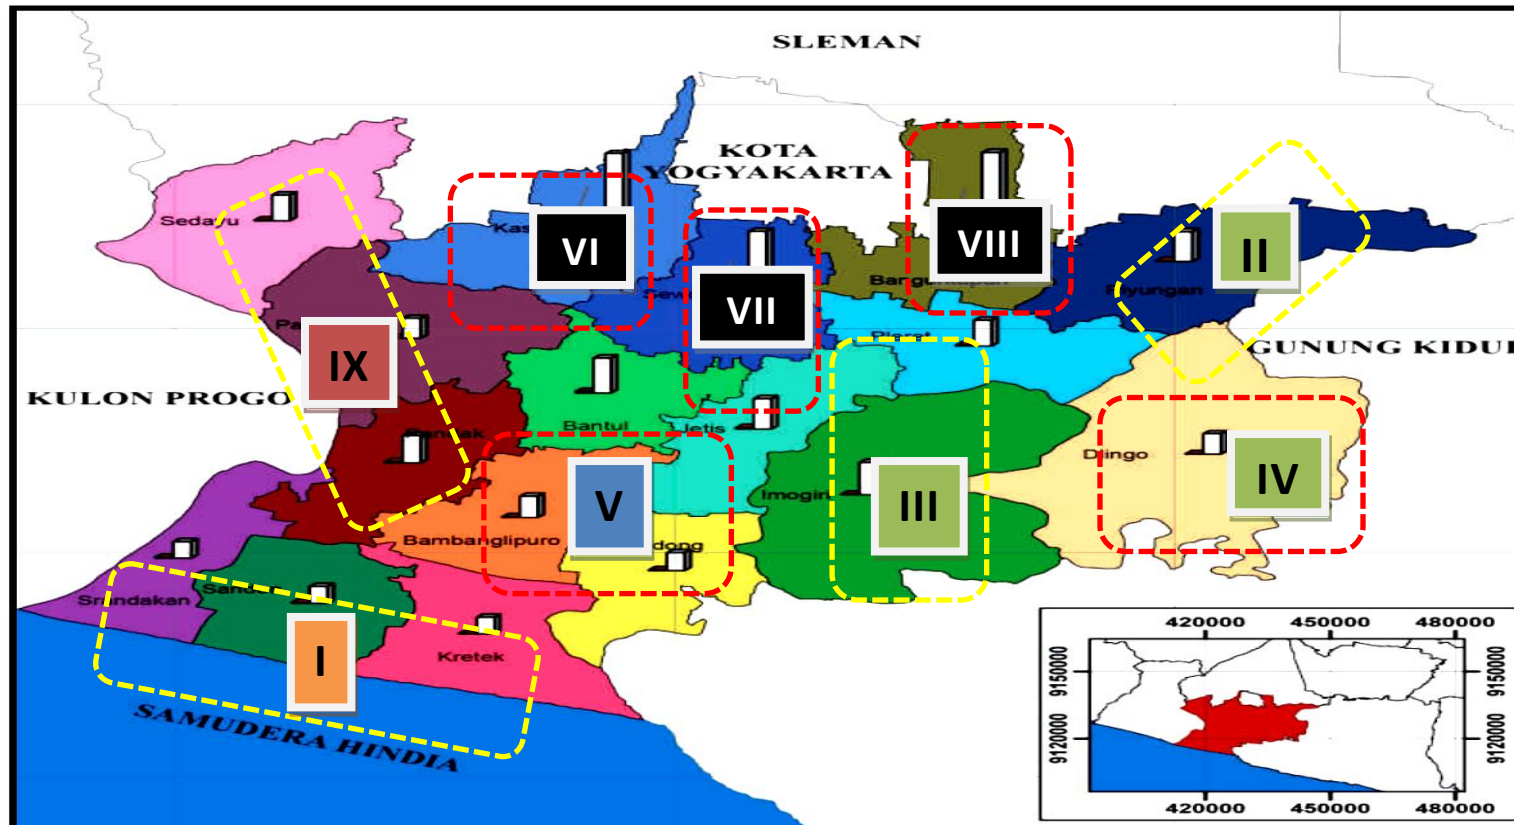 SLEMAN
KOTA
YOGYAKARTA
Sedayu
VI
VIII
II
VII
IX
GUNUNG KIDUL
KULON PROGO
Bantul
Jetis
Dlingo
IV
V
III
Imogiri
Bambanglipuro
Srandakan
I
Kretek
SAMUDERA HINDIA
420000 450000 480000
9150000 9150000
9120000 9120000
420000 450000 480000